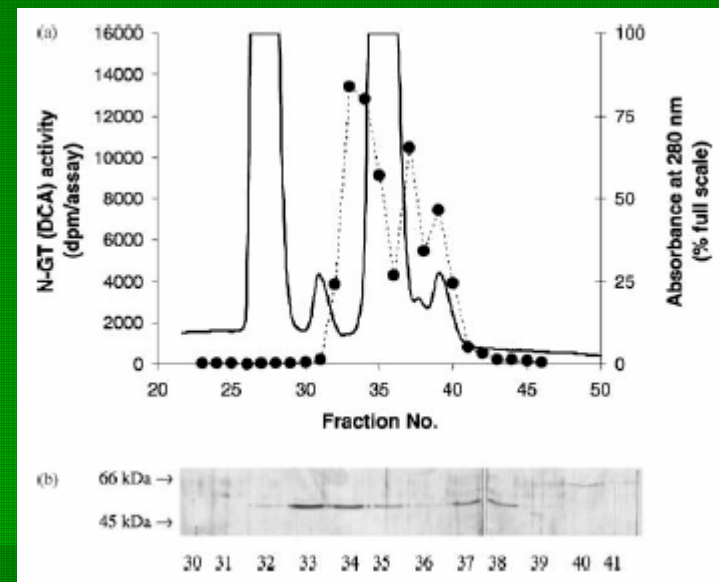 (a)
16000
14000
12000
10000
8000
6000
4000
2000
0
N-GT (DCA) activity
(dpm/assay)
100
75
50
25
0
Absorbance at 280 nm
(% full scale)
20 25 30 35 40 45 50
Fraction No.
(b)
66 kDa →
45 kDa →
30 31 32 33 34 35 36 37 38 39 40 41